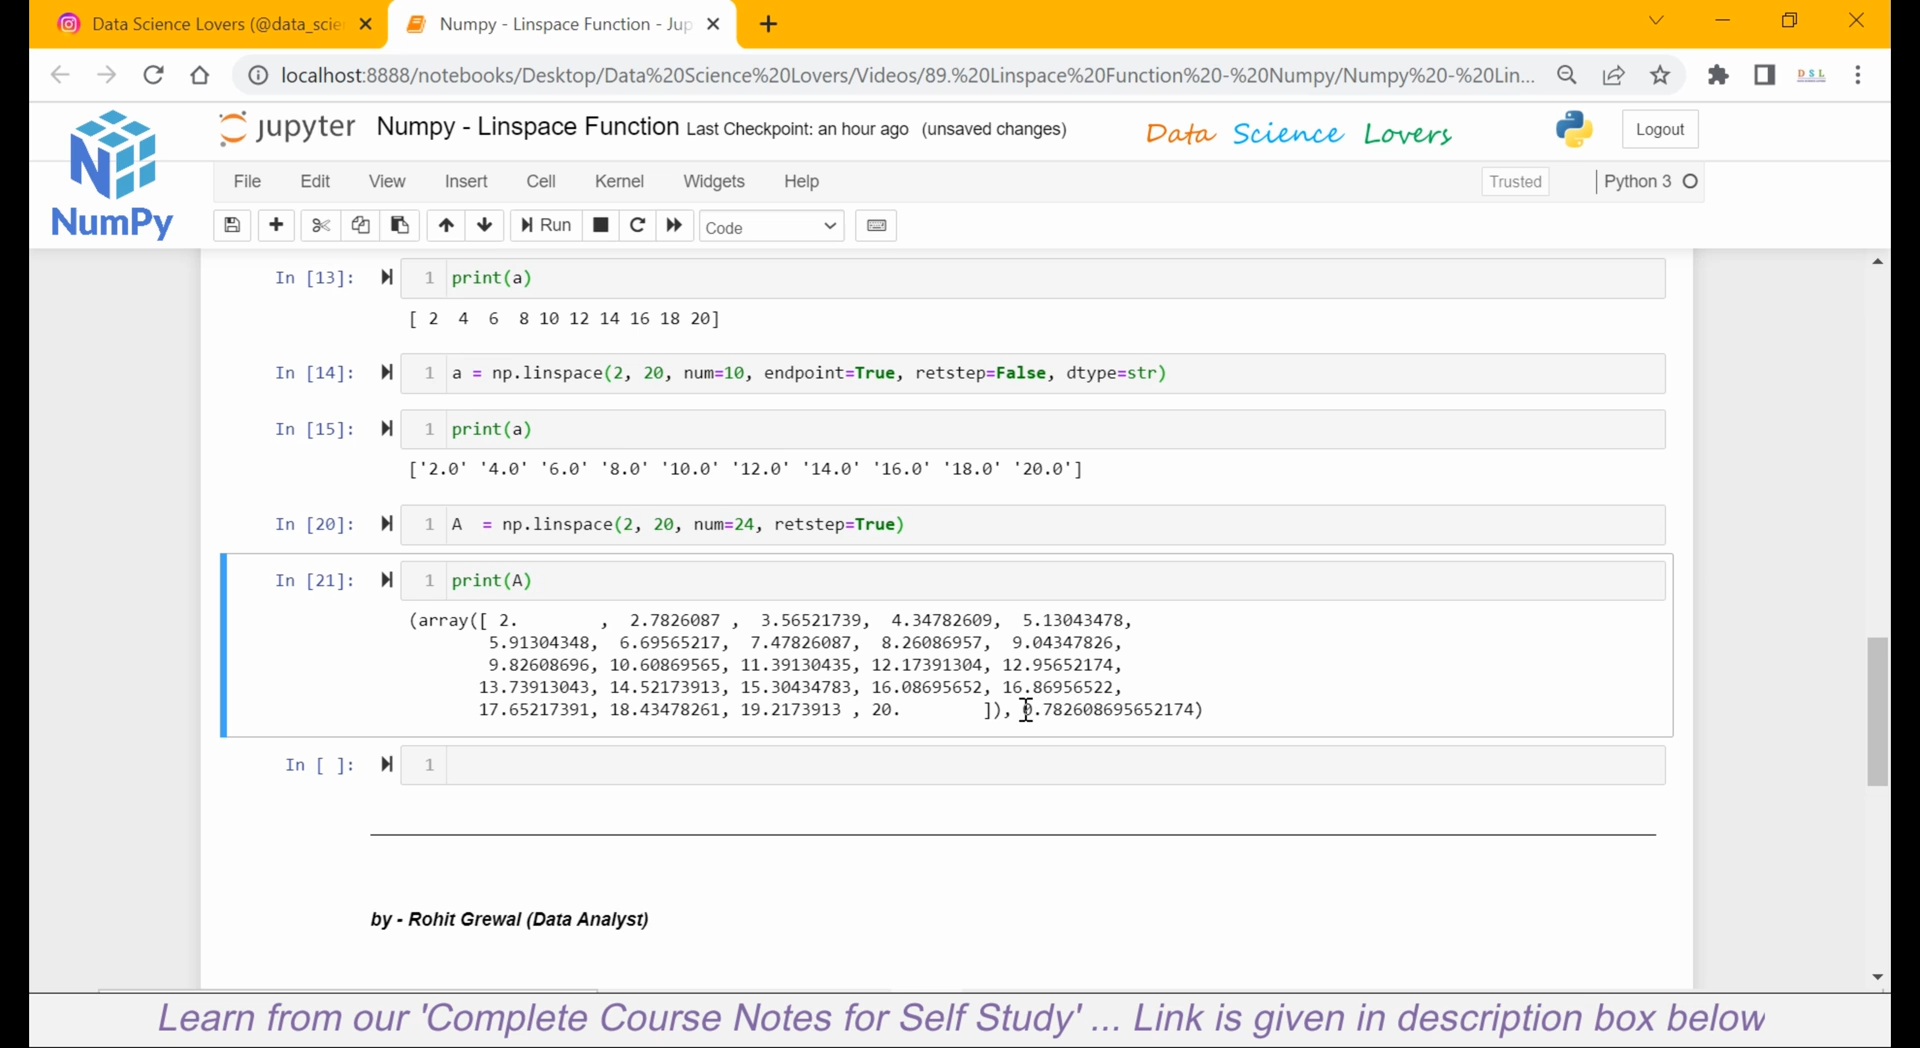 Data Science Lovers (@data_scie
Numpy - Linspace Function - Jup
localhost:8888/notebooks/Desktop/Data%20Science%20Lovers/Videos/89.%20Linspace%20Function%20-%20Numpy/Numpy%20-%20Lin...
DSL
NumPy
jupyter Numpy - Linspace Function Last Checkpoint: an hour ago (unsaved changes)
Data Science Lovers
Logout
File Edit View Insert Cell Kernel Widgets Help
Trusted
Python 3
Run
Code
In [13]: 1 print(a)
[ 2  4  6  8 10 12 14 16 18 20]
In [14]: 1 a = np.linspace(2, 20, num=10, endpoint=True, retstep=False, dtype=str)
In [15]: 1 print(a)
['2.0' '4.0' '6.0' '8.0' '10.0' '12.0' '14.0' '16.0' '18.0' '20.0']
In [20]: 1 A  = np.linspace(2, 20, num=24, retstep=True)
In [21]: 1 print(A)
(array([ 2.        ,  2.7826087 ,  3.56521739,  4.34782609,  5.13043478,
5.91304348,  6.69565217,  7.47826087,  8.26086957,  9.04347826,
9.82608696, 10.60869565, 11.39130435, 12.17391304, 12.95652174,
13.73913043, 14.52173913, 15.30434783, 16.08695652, 16.86956522,
17.65217391, 18.43478261, 19.2173913 , 20.        ]), 0.782608695652174)
In [ ]: 1
by - Rohit Grewal (Data Analyst)
Learn from our 'Complete Course Notes for Self Study' ... Link is given in description box below